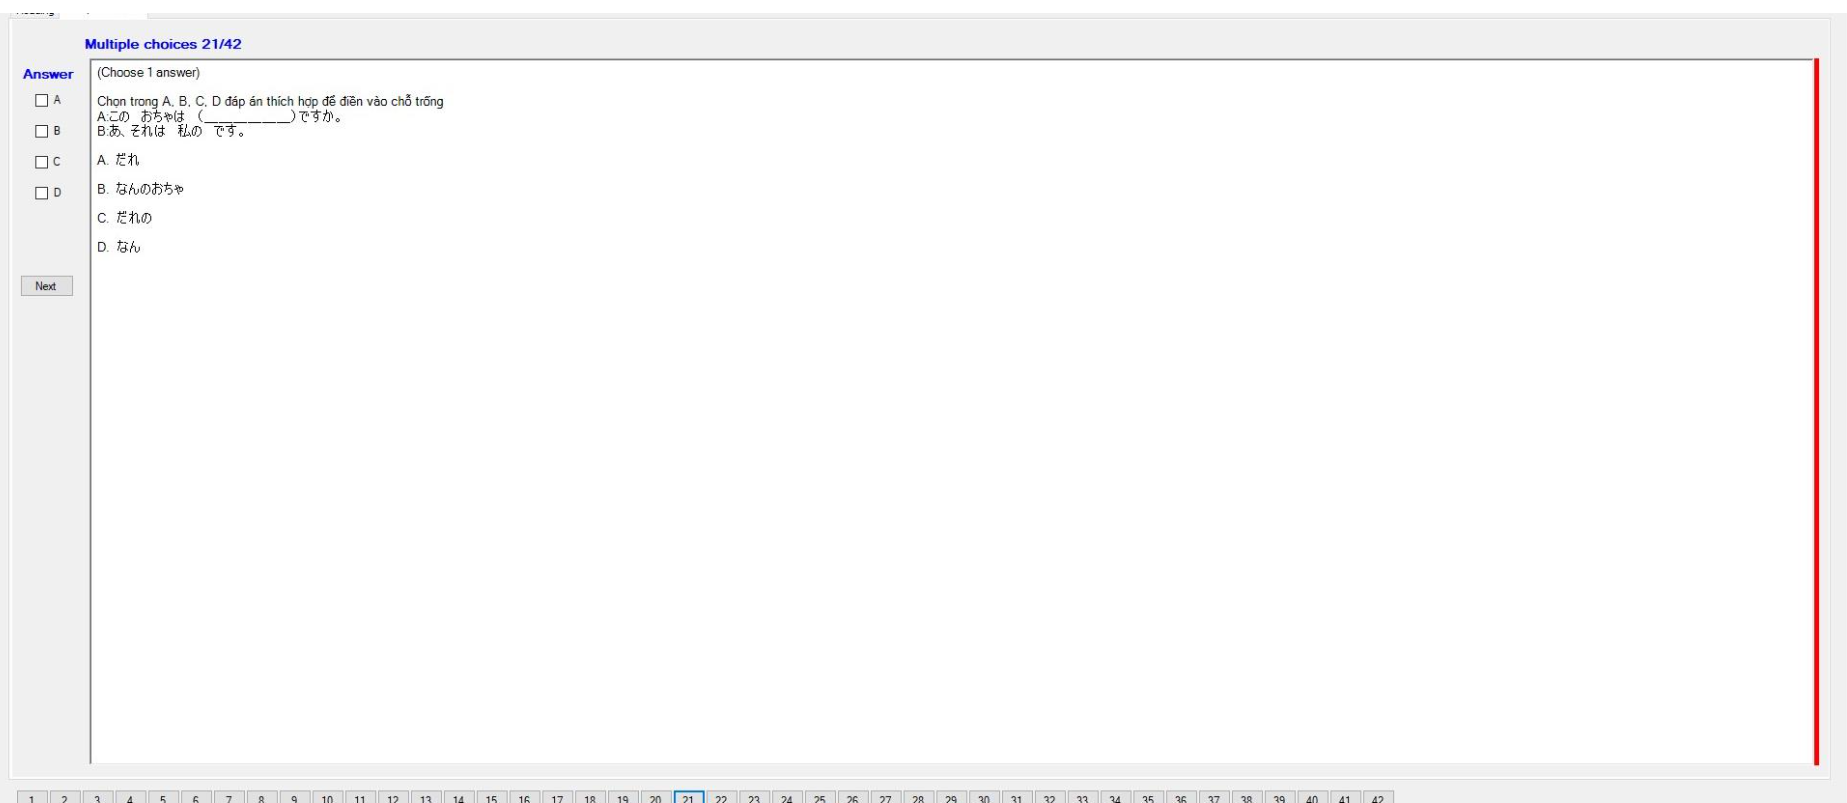 Multiple choices 21/42
Answer
A
B
C
D
Next
(Choose 1 answer)
Chọn trong A, B, C, D đáp án thích hợp để điền vào chỗ trống
A:この　おちゃは　（____________）ですか。
B:あ、それは　私の　です。
A. だれ
B. なんのおちゃ
C. だれの
D. なん
1 2 3 4 5 6 7 8 9 10 11 12 13 14 15 16 17 18 19 20 21 22 23 24 25 26 27 28 29 30 31 32 33 34 35 36 37 38 39 40 41 42